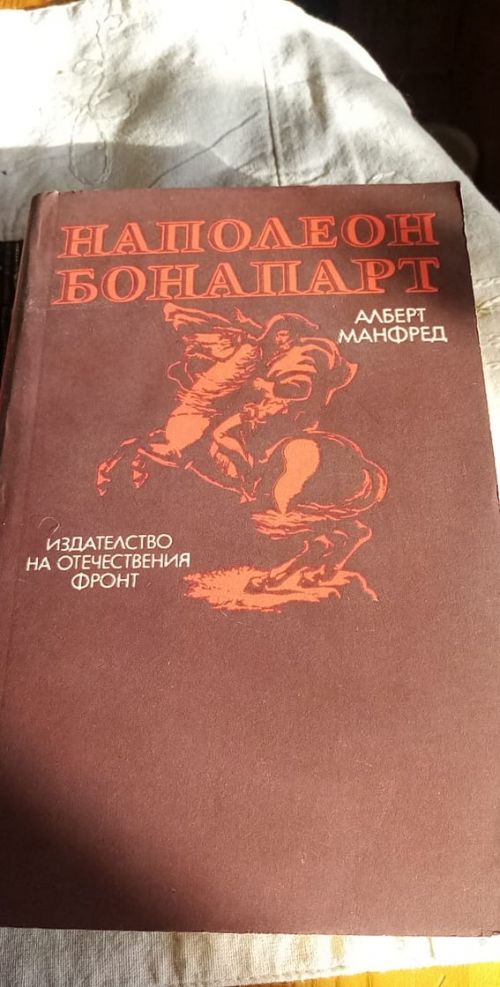 НАПОЛЕОН
БОНАПАРТ
АЛБЕРТ
МАНФРЕД
ИЗДАТЕЛСТВО
НА ОТЕЧЕСТВЕНИЯ
ФРОНТ